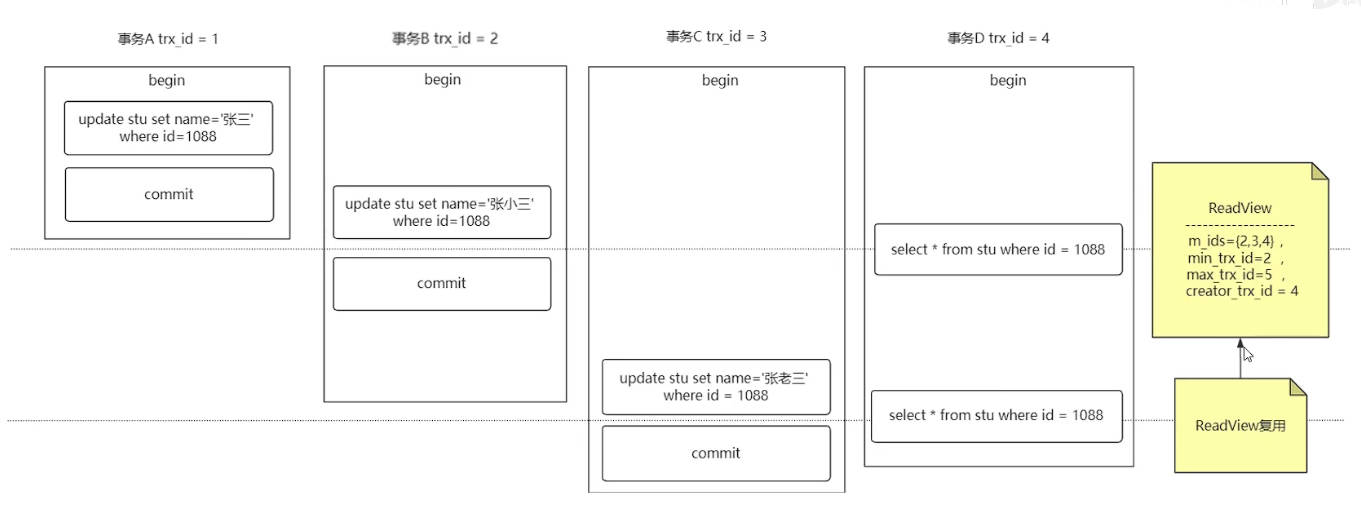 事务A trx_id = 1
事务B trx_id = 2
事务C trx_id = 3
事务D trx_id = 4
begin
update stu set name='张三'
where id=1088
commit
begin
update stu set name='张小三'
where id=1088
commit
begin
update stu set name='张老三'
where id = 1088
commit
begin
select * from stu where id = 1088
select * from stu where id = 1088
ReadView
--------------------
m_ids={2,3,4} ,
min_trx_id=2 ,
max_trx_id=5 ,
creator_trx_id = 4
ReadView复用